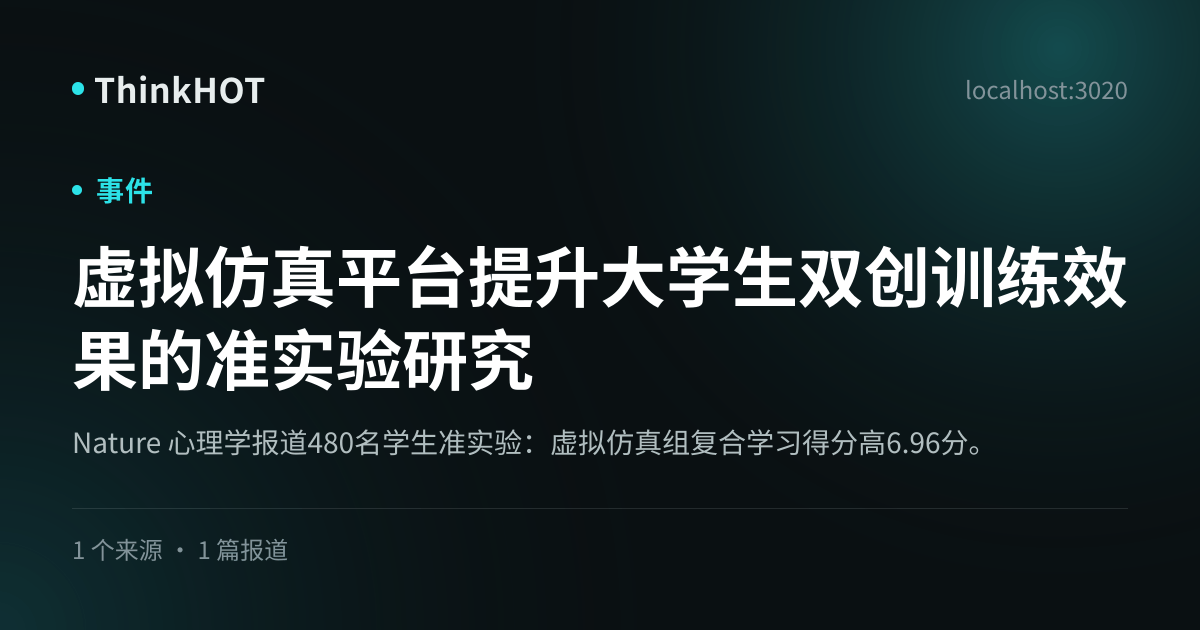 ThinkHOT
localhost:3020
事件
虚拟仿真平台提升大学生双创训练效
果的准实验研究
Nature 心理学报道480名学生准实验：虚拟仿真组复合学习得分高6.96分。
1 个来源 · 1 篇报道